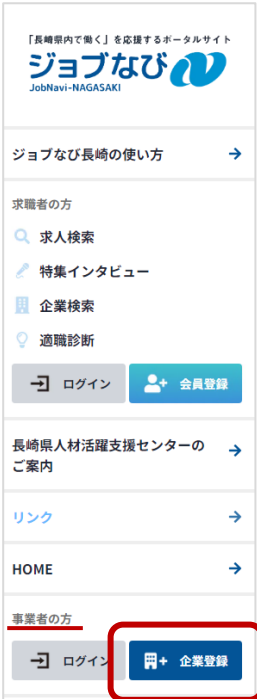 「長崎県内で働く」を応援するポータルサイト
ジョブなび
JobNavi-NAGASAKI
ジョブなび長崎の使い方
求職者の方
求人検索
特集インタビュー
企業検索
適職診断
ログイン
会員登録
長崎県人材活躍支援センターの
ご案内
リンク
HOME
事業者の方
ログイン
企業登録